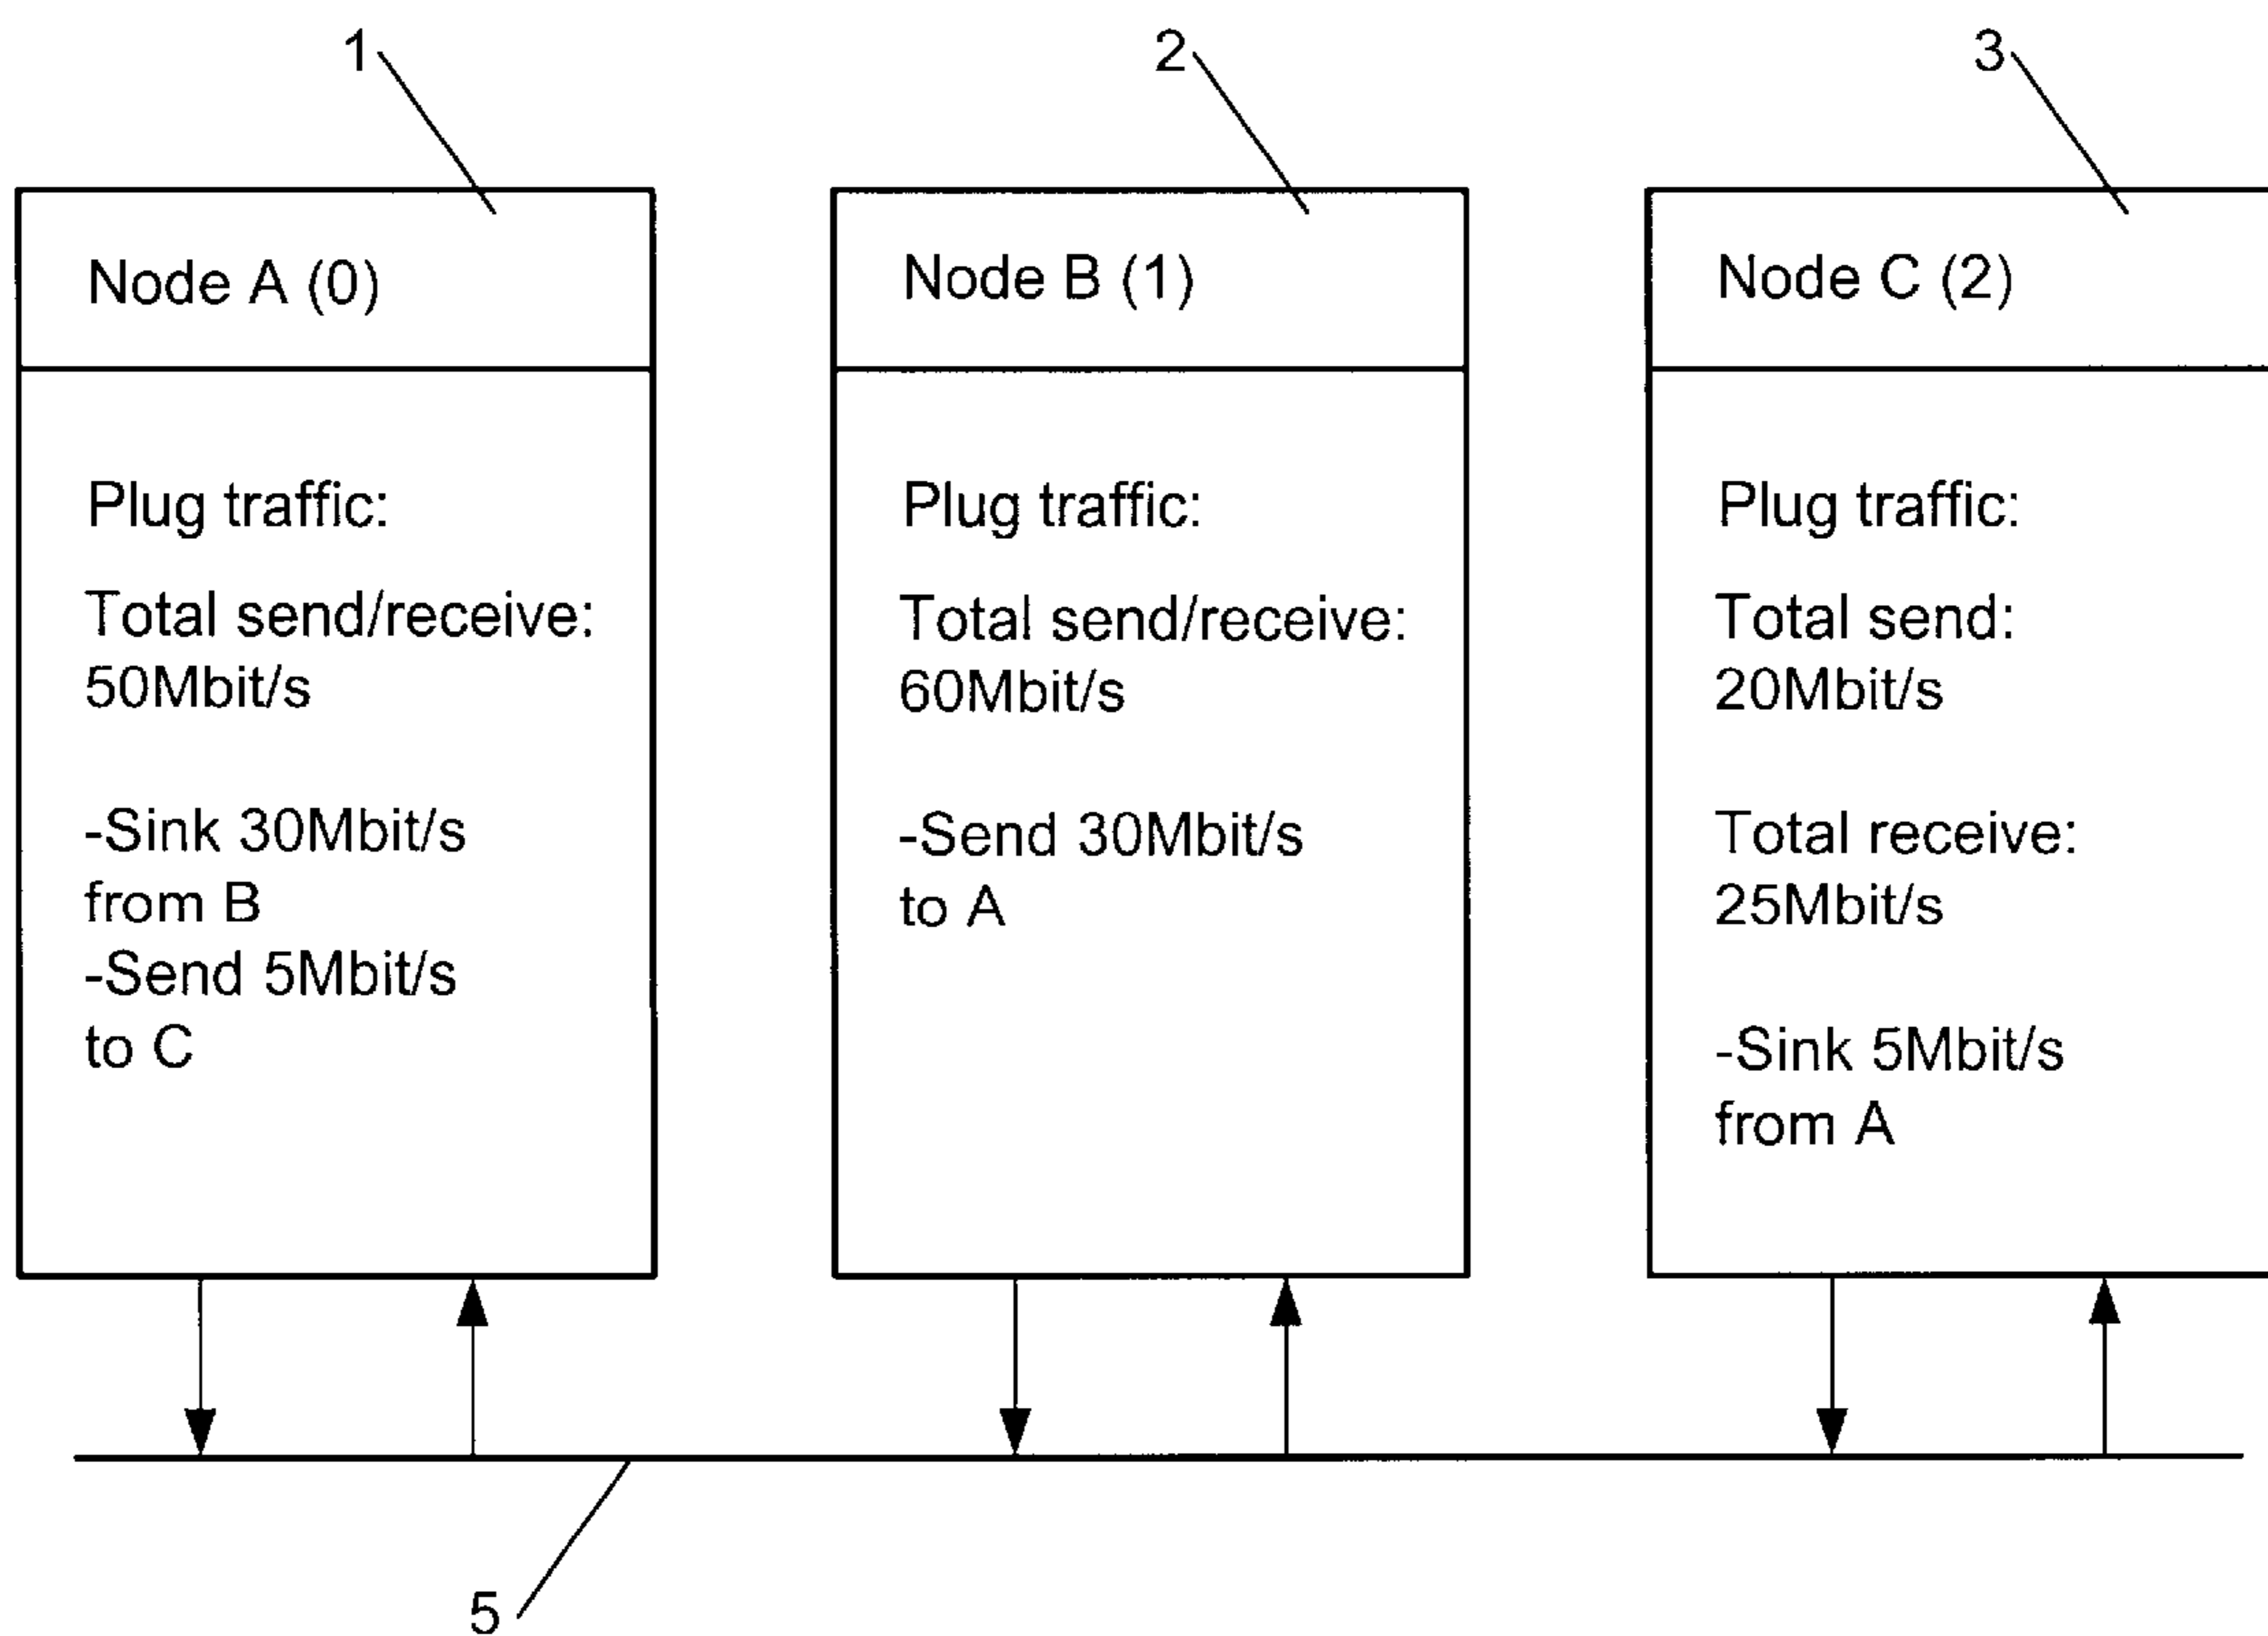 1
2
3
Node A (0)
Plug traffic:
Total send/receive:
50Mbit/s
-Sink 30Mbit/s
from B
-Send 5Mbit/s
to C
Node B (1)
Plug traffic:
Total send/receive:
60Mbit/s
-Send 30Mbit/s
to A
Node C (2)
Plug traffic:
Total send:
20Mbit/s
Total receive:
25Mbit/s
-Sink 5Mbit/s
from A
5